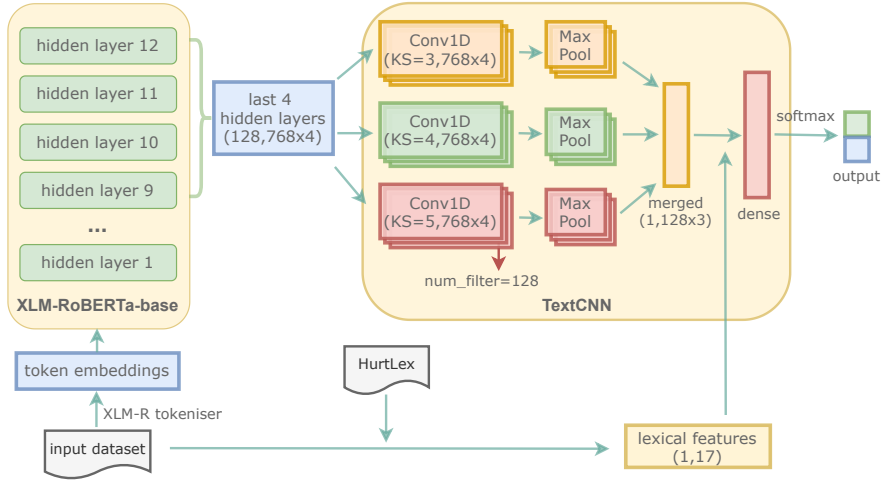 hidden layer 12
hidden layer 11
hidden layer 10
hidden layer 9
...
hidden layer 1
XLM-RoBERTa-base
token embeddings
XLM-R tokeniser
input dataset
last 4
hidden layers
(128,768x4)
Conv1D
(KS=3,768x4)
Max
Pool
Conv1D
(KS=4,768x4)
Max
Pool
Conv1D
(KS=5,768x4)
Max
Pool
num_filter=128
merged
(1,128x3)
dense
TextCNN
softmax
output
HurtLex
lexical features
(1,17)